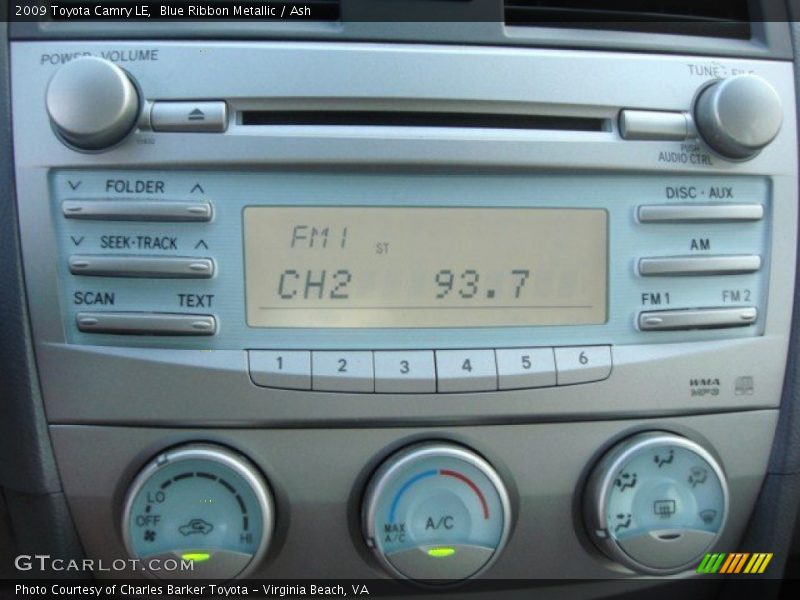 2009 Toyota Camry LE,  Blue Ribbon Metallic / Ash
POWER · VOLUME
TUNE · FILE
PUSH
AUDIO CTRL
FOLDER
DISC · AUX
SEEK·TRACK
AM
SCAN TEXT
FM1 FM2
FM1
ST
CH2 93.7
1 2 3 4 5 6
WMA
MP3
LO
OFF
HI
MAX
A/C
A/C
GTCARLOT.COM
Photo Courtesy of Charles Barker Toyota - Virginia Beach, VA